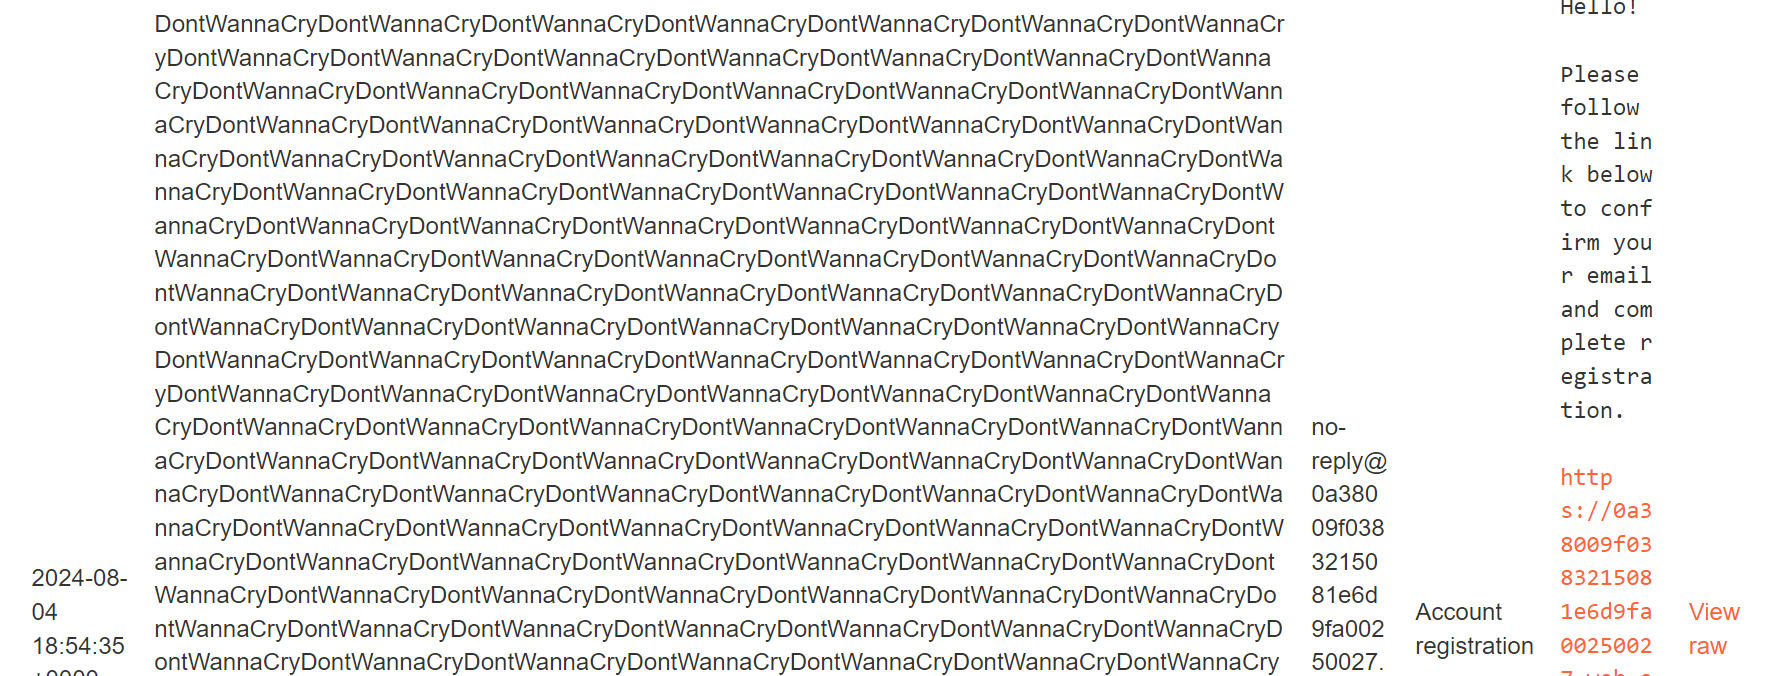 2024-08-
04
18:54:35
+0000
DontWannaCryDontWannaCryDontWannaCryDontWannaCryDontWannaCryDontWannaCryDontWannaCr
yDontWannaCryDontWannaCryDontWannaCryDontWannaCryDontWannaCryDontWannaCryDontWanna
CryDontWannaCryDontWannaCryDontWannaCryDontWannaCryDontWannaCryDontWannaCryDontWann
aCryDontWannaCryDontWannaCryDontWannaCryDontWannaCryDontWannaCryDontWannaCryDontWan
naCryDontWannaCryDontWannaCryDontWannaCryDontWannaCryDontWannaCryDontWannaCryDontWa
nnaCryDontWannaCryDontWannaCryDontWannaCryDontWannaCryDontWannaCryDontWannaCryDontW
annaCryDontWannaCryDontWannaCryDontWannaCryDontWannaCryDontWannaCryDontWannaCryDont
WannaCryDontWannaCryDontWannaCryDontWannaCryDontWannaCryDontWannaCryDontWannaCryDo
ntWannaCryDontWannaCryDontWannaCryDontWannaCryDontWannaCryDontWannaCryDontWannaCryD
ontWannaCryDontWannaCryDontWannaCryDontWannaCryDontWannaCryDontWannaCryDontWannaCry
DontWannaCryDontWannaCryDontWannaCryDontWannaCryDontWannaCryDontWannaCryDontWannaCr
yDontWannaCryDontWannaCryDontWannaCryDontWannaCryDontWannaCryDontWannaCryDontWanna
CryDontWannaCryDontWannaCryDontWannaCryDontWannaCryDontWannaCryDontWannaCryDontWann
aCryDontWannaCryDontWannaCryDontWannaCryDontWannaCryDontWannaCryDontWannaCryDontWan
naCryDontWannaCryDontWannaCryDontWannaCryDontWannaCryDontWannaCryDontWannaCryDontWa
nnaCryDontWannaCryDontWannaCryDontWannaCryDontWannaCryDontWannaCryDontWannaCryDontW
annaCryDontWannaCryDontWannaCryDontWannaCryDontWannaCryDontWannaCryDontWannaCryDont
WannaCryDontWannaCryDontWannaCryDontWannaCryDontWannaCryDontWannaCryDontWannaCryDo
ntWannaCryDontWannaCryDontWannaCryDontWannaCryDontWannaCryDontWannaCryDontWannaCryD
ontWannaCryDontWannaCryDontWannaCryDontWannaCryDontWannaCryDontWannaCryDontWannaCry
no-
reply@
0a380
09f038
32150
81e6d
9fa002
50027.
Account
registration
Hello!
Please
follow
the lin
k below
to conf
irm you
r email
and com
plete r
egistra
tion.
http
s://0a3
8009f03
8321508
1e6d9fa
0025002
View
raw